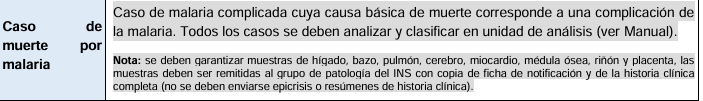 Caso de
muerte por
malaria
Caso de malaria complicada cuya causa básica de muerte corresponde a una complicación de
la malaria. Todos los casos se deben analizar y clasificar en unidad de análisis (ver Manual).
Nota: se deben garantizar muestras de hígado, bazo, pulmón, cerebro, miocardio, médula ósea, riñón y placenta, las
muestras deben ser remitidas al grupo de patología del INS con copia de ficha de notificación y de la historia clínica
completa (no se deben enviarse epicrisis o resúmenes de historia clínica).